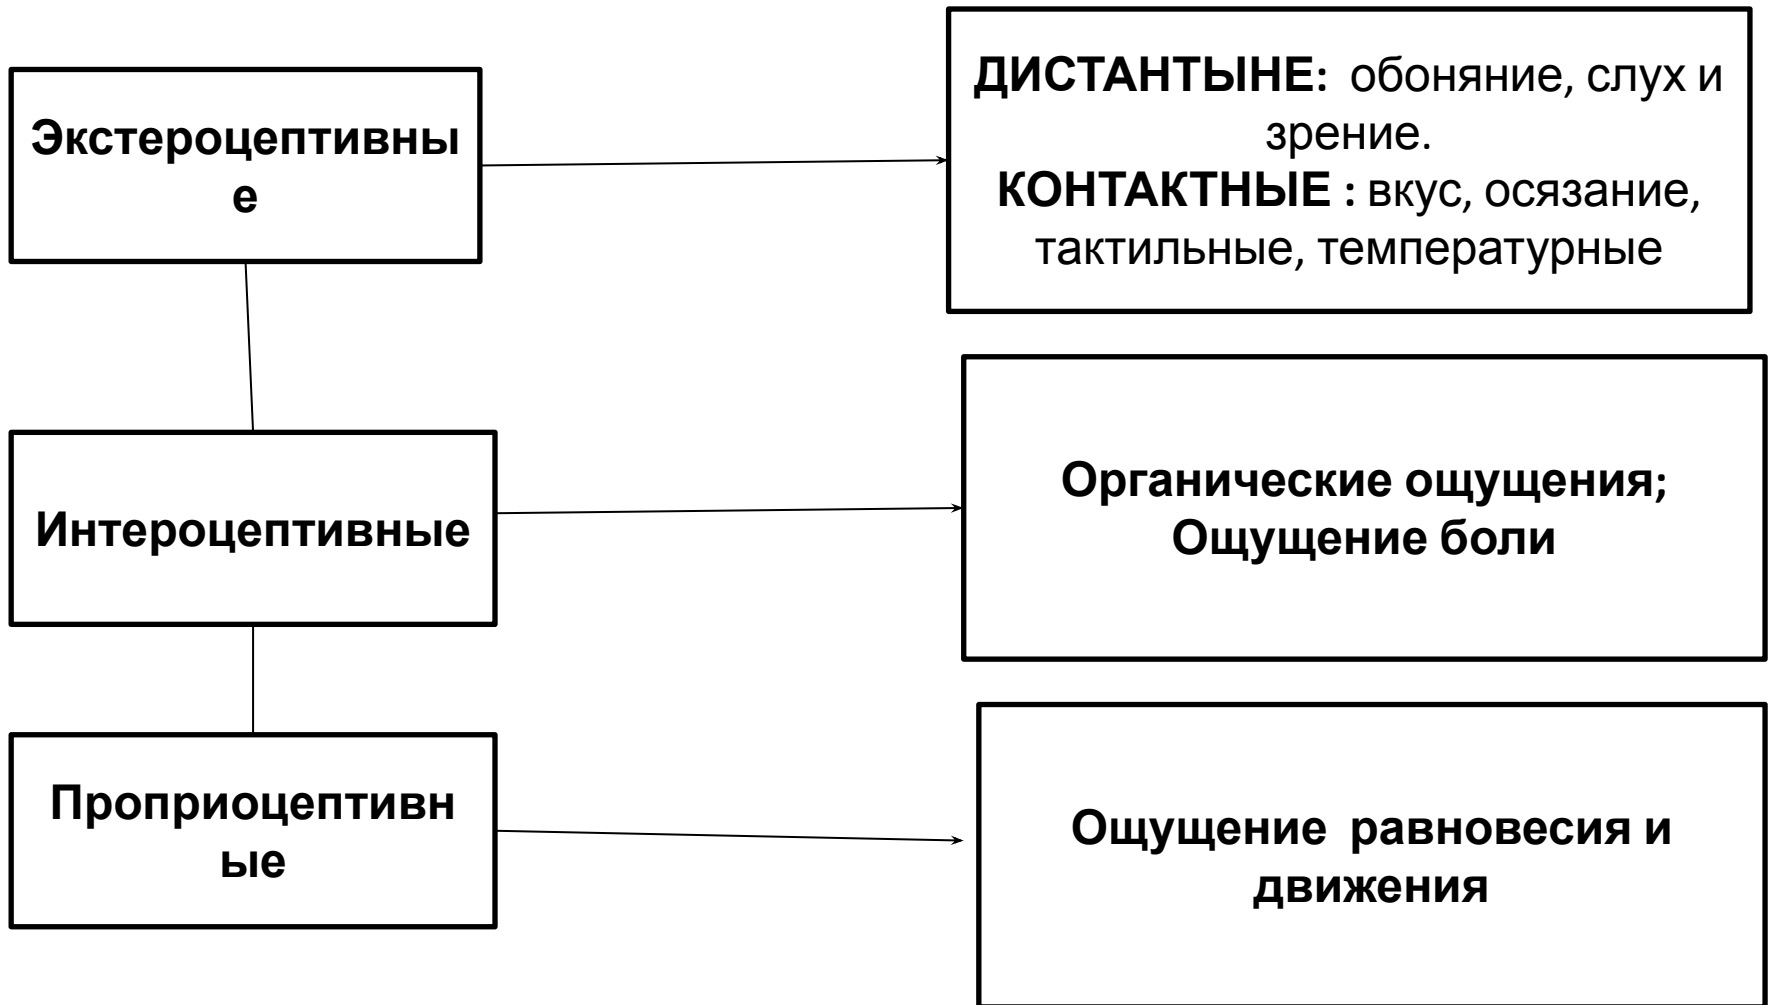 Экстероцептивны
е
ДИСТАНТЫНЕ: обоняние, слух и
зрение.
КОНТАКТНЫЕ : вкус, осязание,
тактильные, температурные
Интероцептивные
Органические ощущения;
Ощущение боли
Проприоцептивн
ые
Ощущение равновесия и
движения